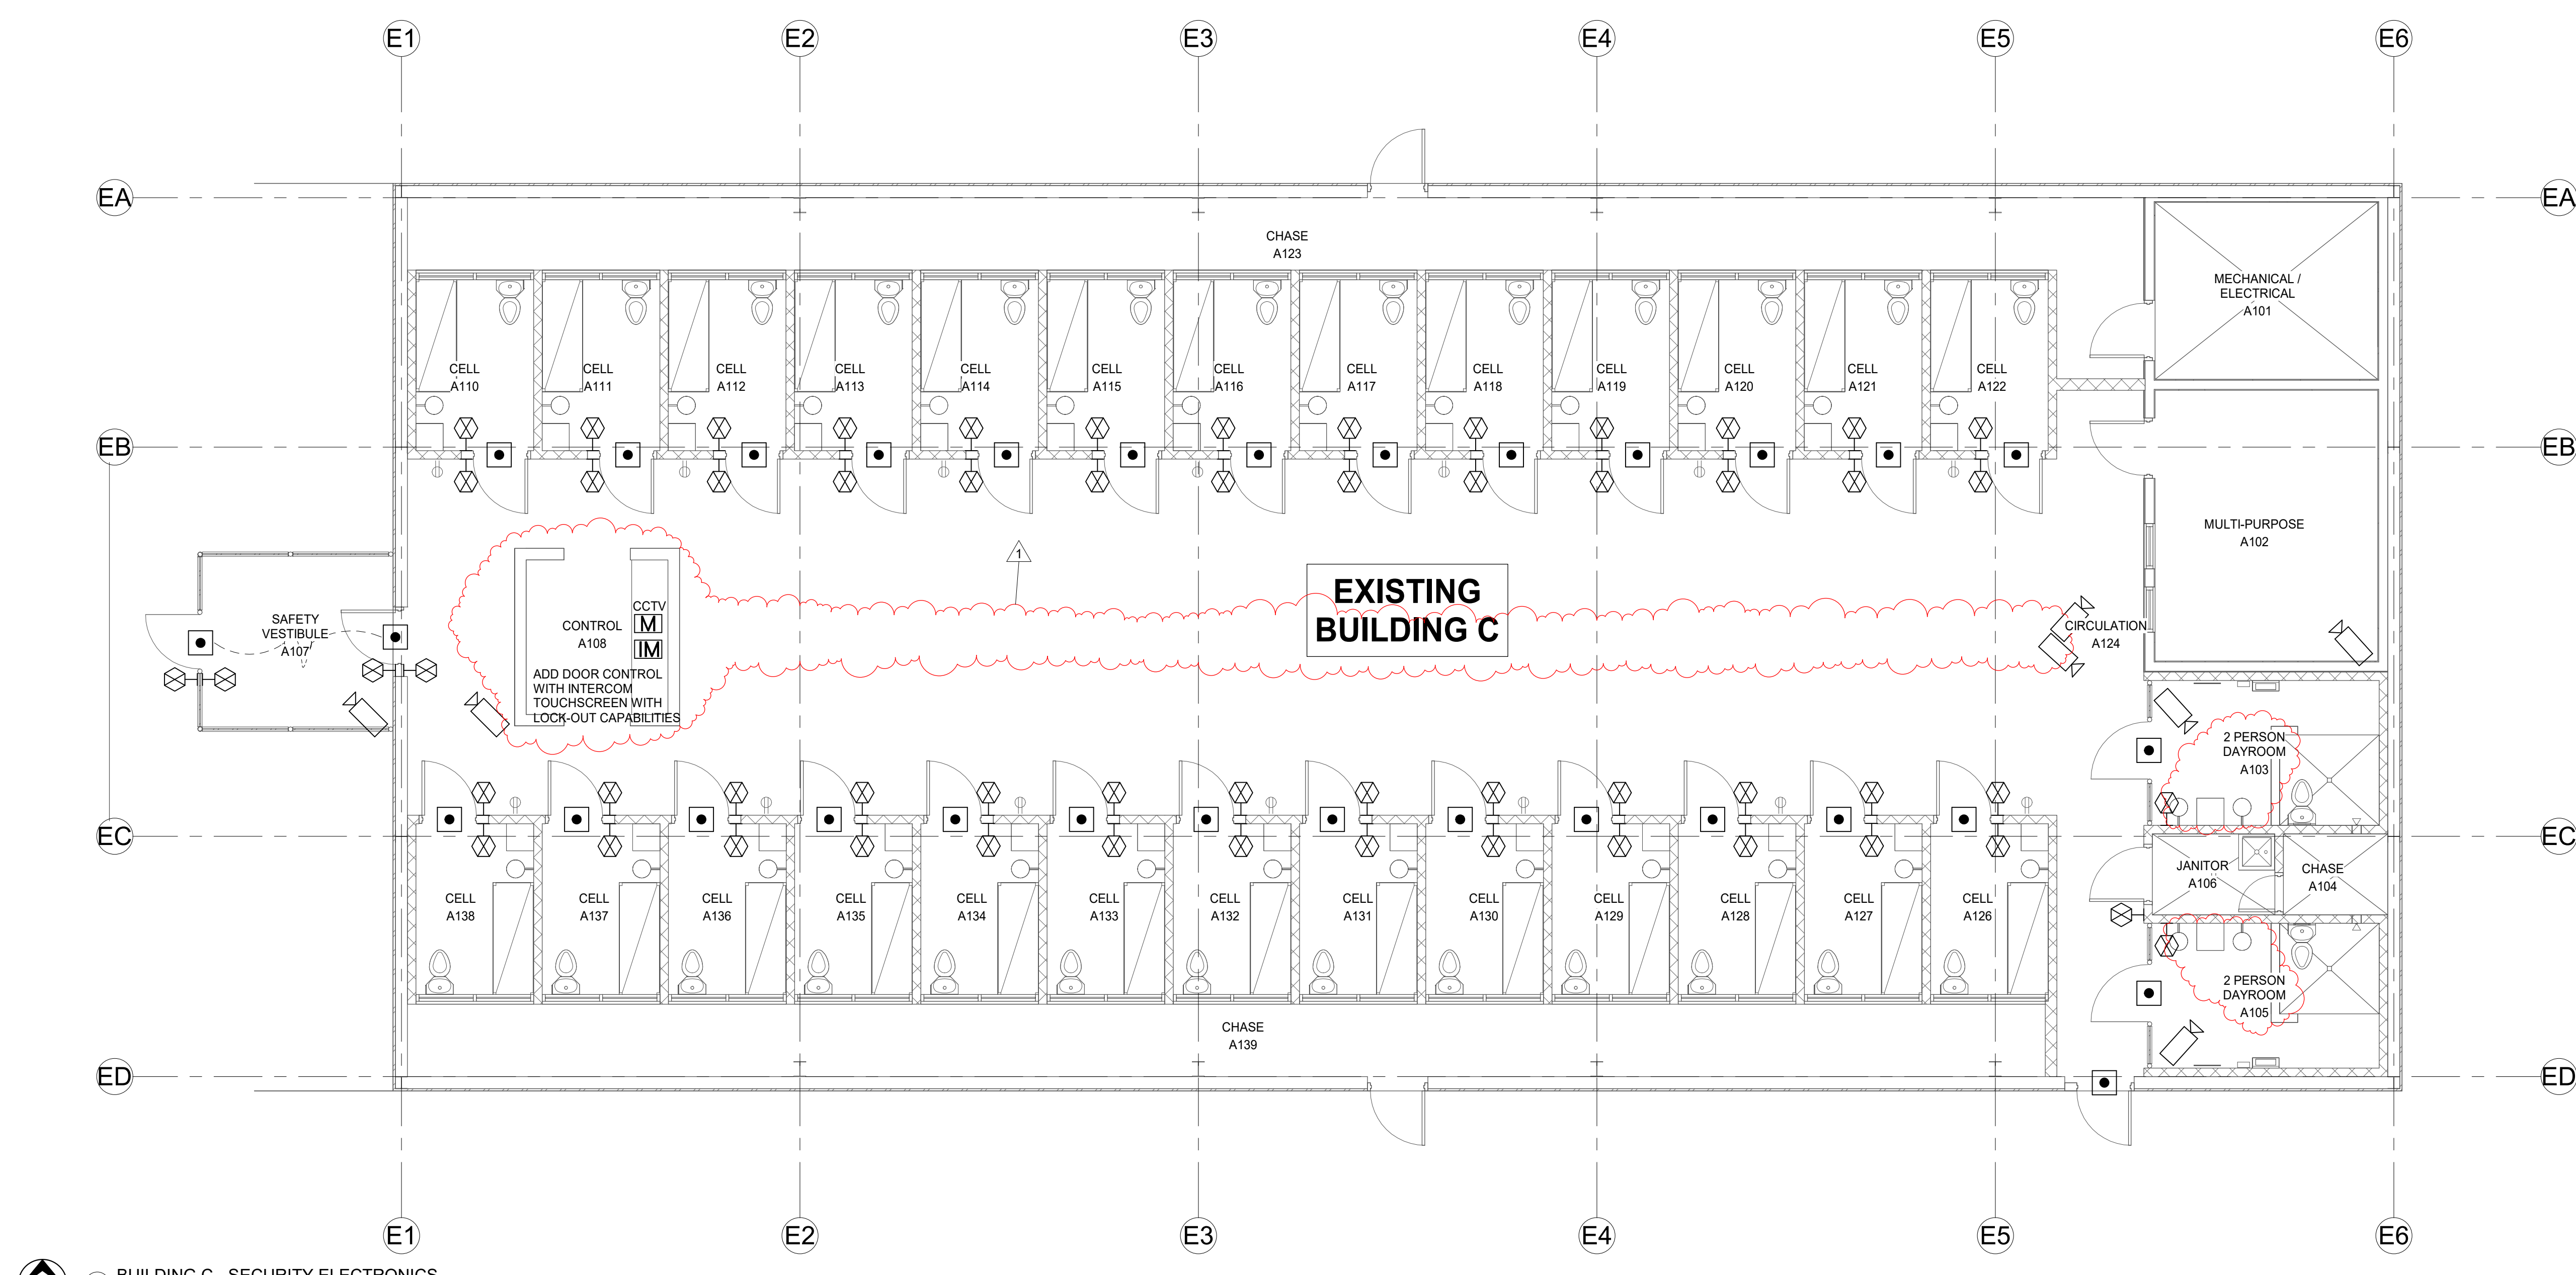 E1
E2
E3
E4
E5
E6
EA
EA
CHASE
A123
MECHANICAL /
ELECTRICAL
A101
CELL
A110
CELL
A111
CELL
A112
CELL
A113
CELL
A114
CELL
A115
CELL
A116
CELL
A117
CELL
A118
CELL
A119
CELL
A120
CELL
A121
CELL
A122
EB
EB
MULTI-PURPOSE
A102
1
EXISTING
BUILDING C
SAFETY
VESTIBULE
A107
CONTROL
A108
CCTV
M
IM
ADD DOOR CONTROL
WITH INTERCOM
TOUCHSCREEN WITH
LOCK-OUT CAPABILITIES
CIRCULATION
A124
2 PERSON
DAYROOM
A103
EC
EC
JANITOR
A106
CHASE
A104
CELL
A138
CELL
A137
CELL
A136
CELL
A135
CELL
A134
CELL
A133
CELL
A132
CELL
A131
CELL
A130
CELL
A129
CELL
A128
CELL
A127
CELL
A126
2 PERSON
DAYROOM
A105
CHASE
A139
ED
ED
E1
E2
E3
E4
E5
E6
BUILDING C - SECURITY ELECTRONICS